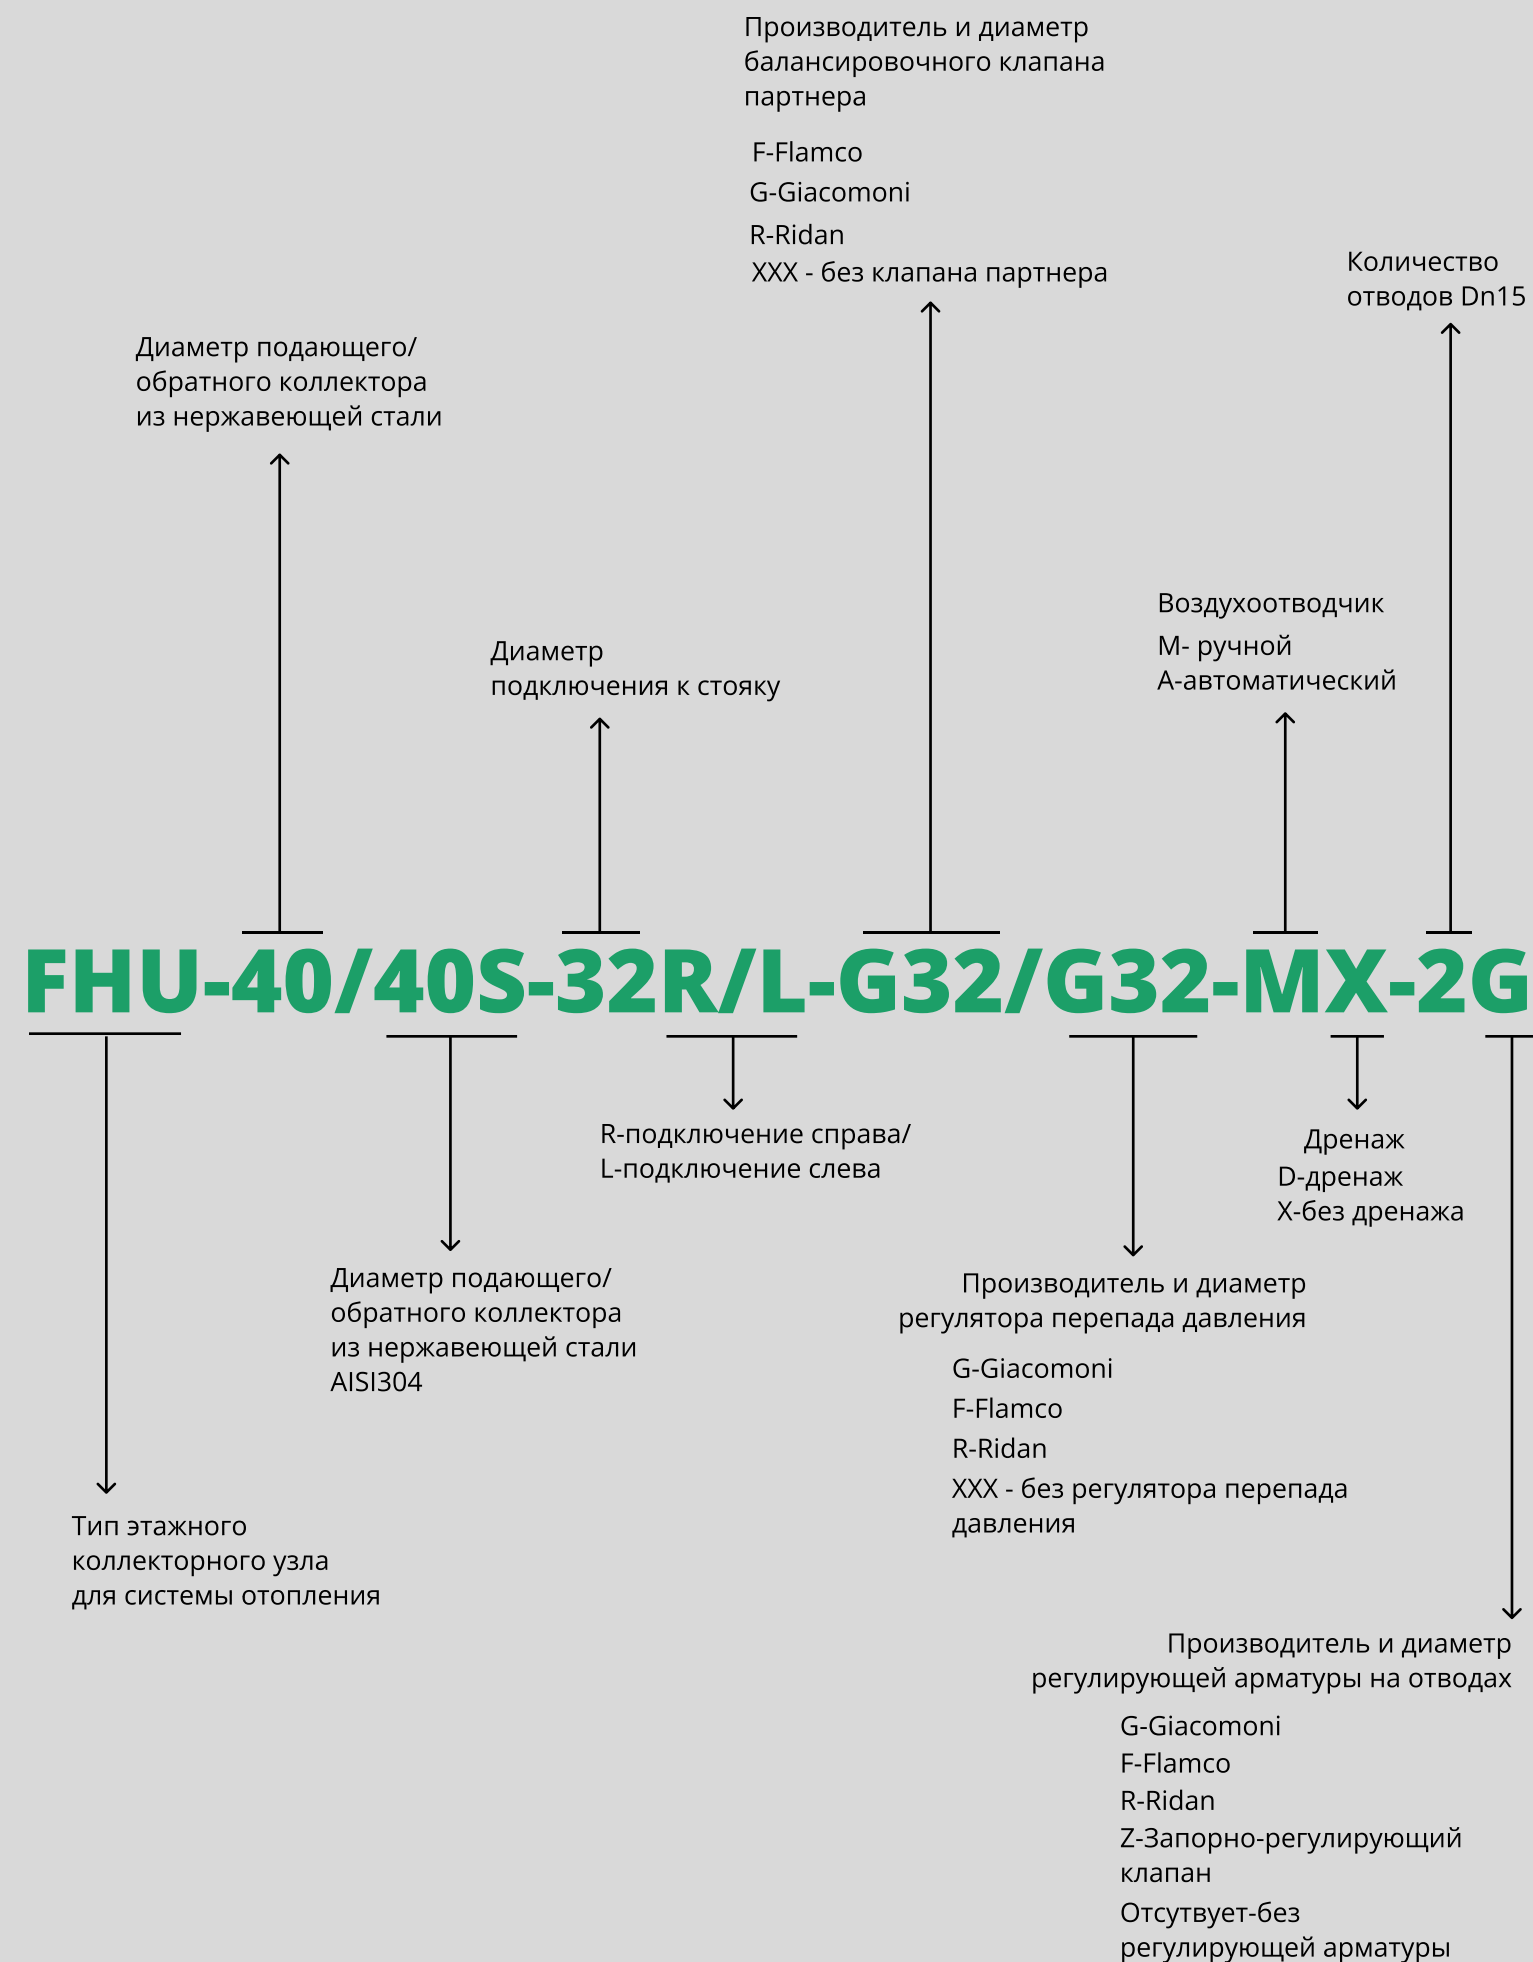 Производитель и диаметр
балансировочного клапана
партнера
F-Flamco
G-Giacomoni
R-Ridan
XXX - без клапана партнера
Количество
отводов Dn15
Диаметр подающего/
обратного коллектора
из нержавеющей стали
Воздухоотводчик
М- ручной
А-автоматический
Диаметр
подключения к стояку
FHU-40/40S-32R/L-G32/G32-MX-2G
R-подключение справа/
L-подключение слева
Дренаж
D-дренаж
X-без дренажа
Диаметр подающего/
обратного коллектора
из нержавеющей стали
AISI304
Производитель и диаметр
регулятора перепада давления
G-Giacomoni
F-Flamco
R-Ridan
XXX - без регулятора перепада
давления
Тип этажного
коллекторного узла
для системы отопления
Производитель и диаметр
регулирующей арматуры на отводах
G-Giacomoni
F-Flamco
R-Ridan
Z-Запорно-регулирующий
клапан
Отсутвует-без
регулирующей арматуры